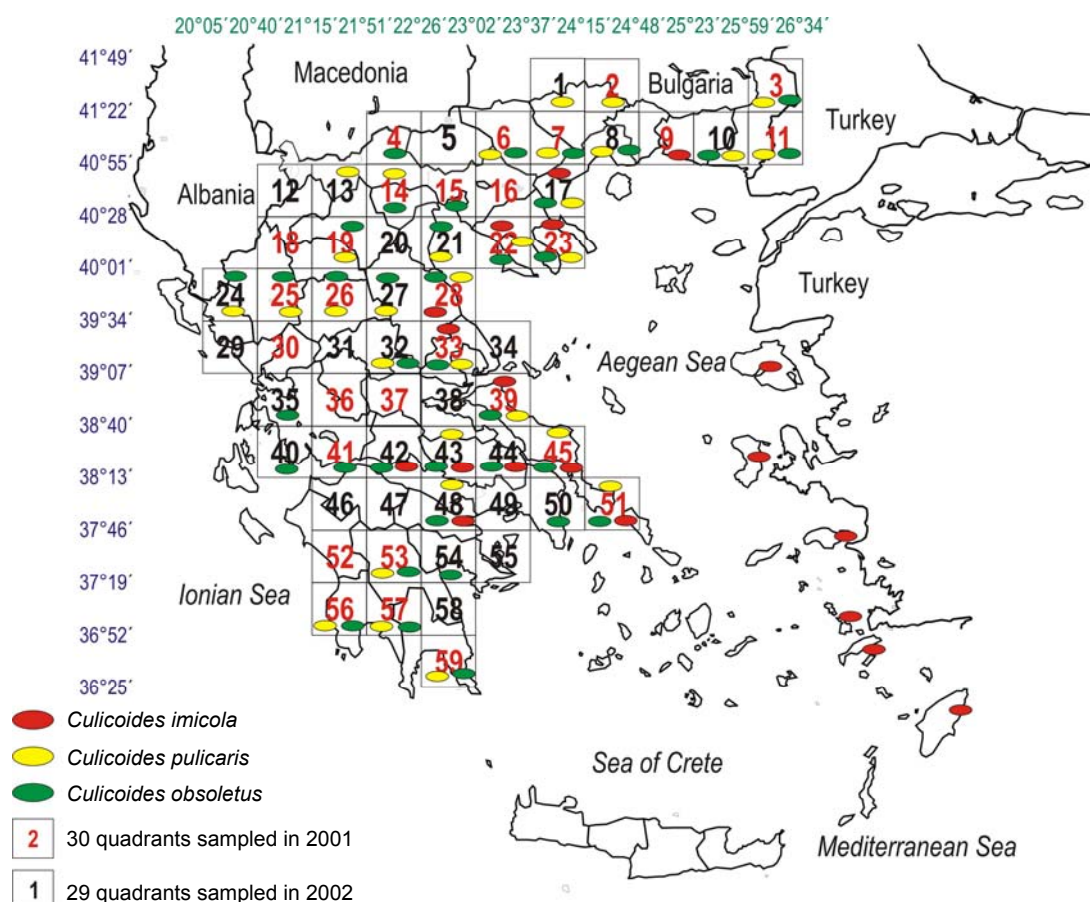 20°05' 20°40' 21°15' 21°51' 22°26' 23°02' 23°37' 24°15' 24°48' 25°23' 25°59' 26°34'
41°49'
Macedonia
1 2 Bulgaria 3
41°22'
Turkey
4 5 6 7 8 9 10 11
40°55'
Albania 12 13 14 15 16 17
40°28'
18 19 20 21 22 23
40°01'
Turkey
24 25 26 27 28
39°34'
29 30 31 32 33 34 Aegean Sea
39°07'
35 36 37 38 39
38°40'
40 41 42 43 44 45
38°13'
46 47 48 49 50 51
37°46'
52 53 54 55
37°19'
Ionian Sea 56 57 58
36°52'
59
36°25'
Culicoides imicola
Culicoides pulicaris
Sea of Crete
Culicoides obsoletus
2 30 quadrants sampled in 2001
Mediterranean Sea
1 29 quadrants sampled in 2002